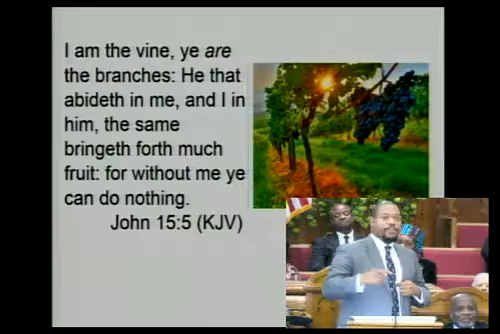 I am the vine, ye are
the branches: He that
abideth in me, and I in
him, the same
bringeth forth much
fruit: for without me ye
can do nothing.
John 15:5 (KJV)